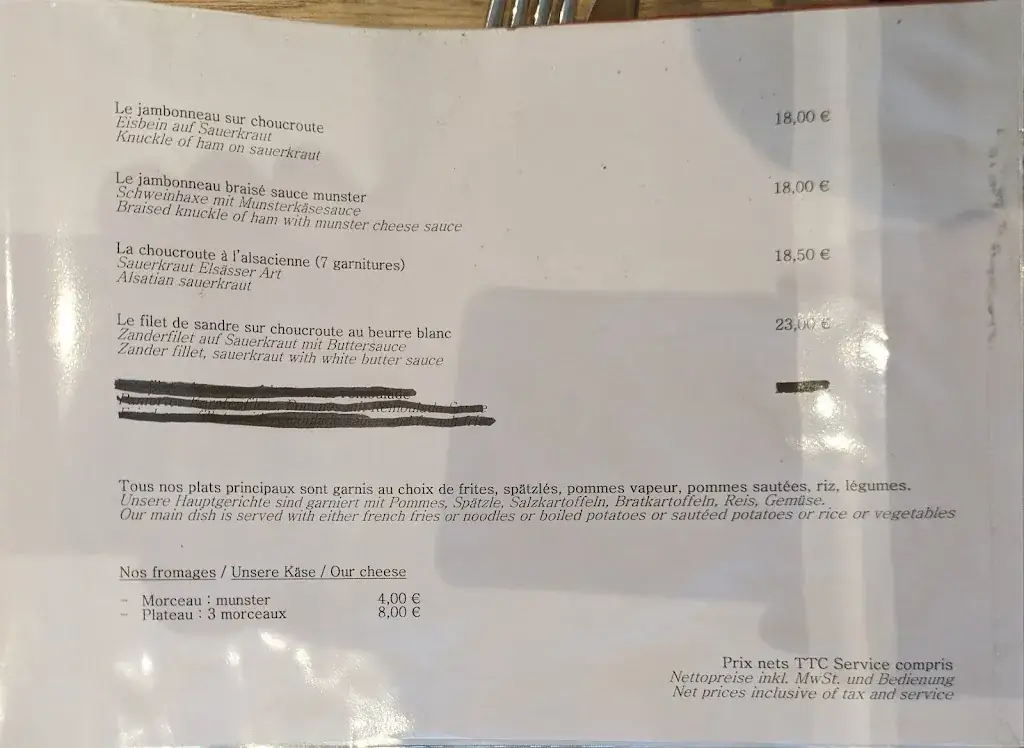 Le jambonneau sur choucroute 18,00 €
Eisbein auf Sauerkraut
Knuckle of ham on sauerkraut
Le jambonneau braisé sauce munster 18,00 €
Schweinhaxe mit Munsterkäsesauce
Braised knuckle of ham with munster cheese sauce
La choucroute à l'alsacienne (7 garnitures) 18,50 €
Sauerkraut Elsässer Art
Alsatian sauerkraut
Le filet de sandre sur choucroute au beurre blanc 23,00 €
Zanderfilet auf Sauerkraut mit Buttersauce
Zander fillet, sauerkraut with white butter sauce
Tous nos plats principaux sont garnis au choix de frites, spätzlés, pommes vapeur, pommes sautées, riz, légumes.
Unsere Hauptgerichte sind garniert mit Pommes, Spätzle, Salzkartoffeln, Bratkartoffeln, Reis, Gemüse.
Our main dish is served with either french fries or noodles or boiled potatoes or sautéed potatoes or rice or vegetables
Nos fromages / Unsere Käse / Our cheese
- Morceau : munster 4,00 €
- Plateau : 3 morceaux 8,00 €
Prix nets TTC Service compris
Nettopreise inkl. MwSt. und Bedienung
Net prices inclusive of tax and service